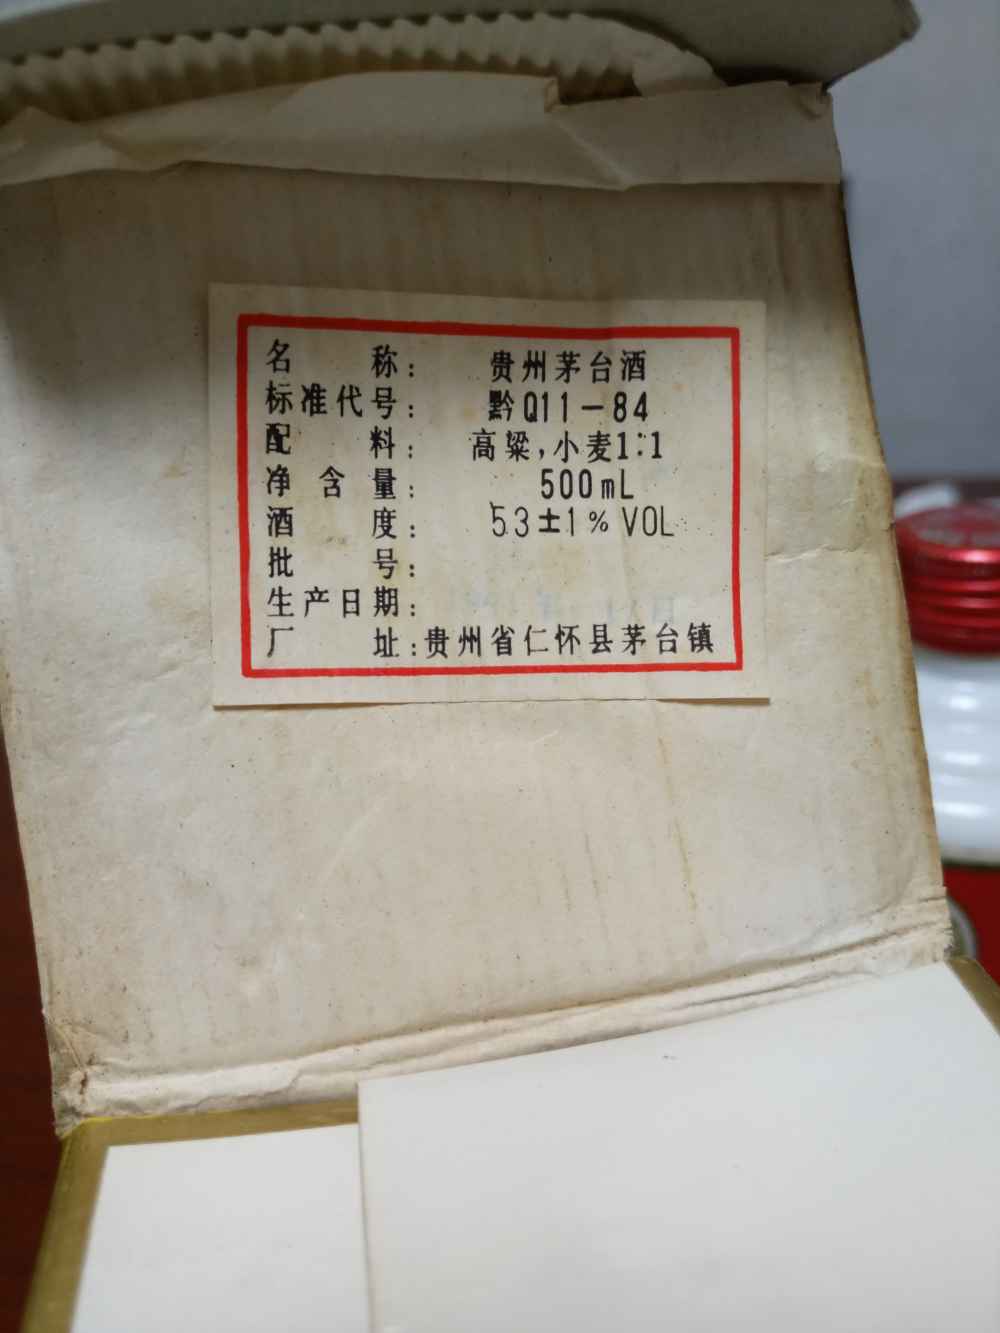 名称：贵州茅台酒
标准代号：黔Q11－84
配料：高粱，小麦1：1
净含量：500mL
酒度：53±1％VOL
批号：
生产日期：
厂址：贵州省仁怀县茅台镇